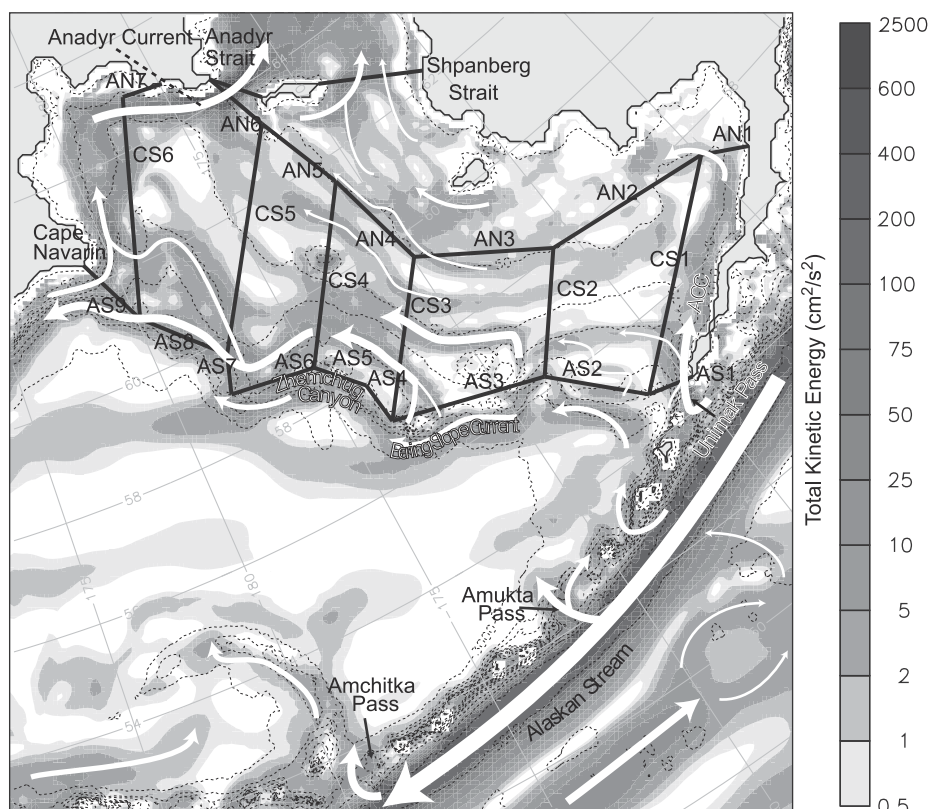 Anadyr Current
Anadyr
Strait
Shpanberg
Strait
AN7
AN6
AN1
CS6
AN5
AN2
CS5
AN4
AN3
Cape
Navarin
CS4
CS1
CS3
CS2
ACC
AS9
AS8
AS7
AS6
AS5
AS4
AS3
AS2
AS1
Zhemchug
Canyon
Bering Slope Current
Unimak Pass
175
60
58
58
175
180
175
56
54
Amukta
Pass
Amchitka
Pass
Alaskan Stream
Total Kinetic Energy (cm²/s²)
2500
600
400
200
100
75
50
25
10
5
2
1
0.5